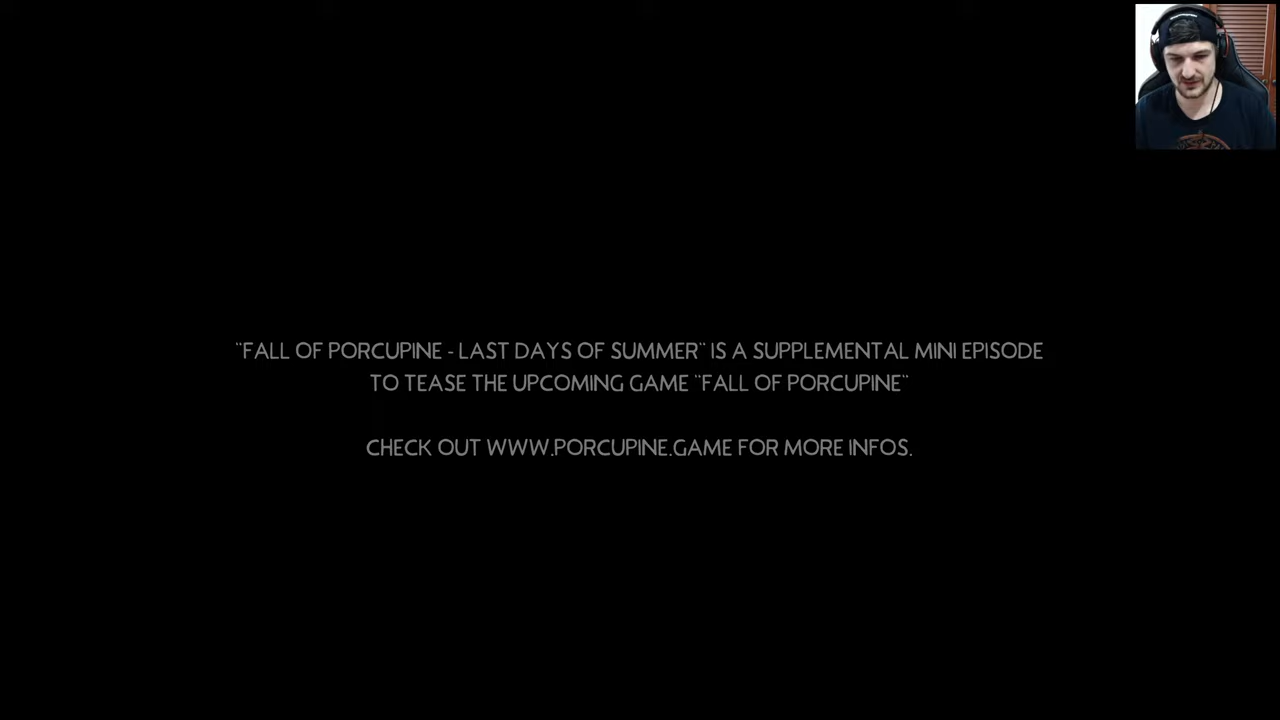 "FALL OF PORCUPINE - LAST DAYS OF SUMMER" IS A SUPPLEMENTAL MINI EPISODE
TO TEASE THE UPCOMING GAME "FALL OF PORCUPINE"
CHECK OUT WWW.PORCUPINE.GAME FOR MORE INFOS.